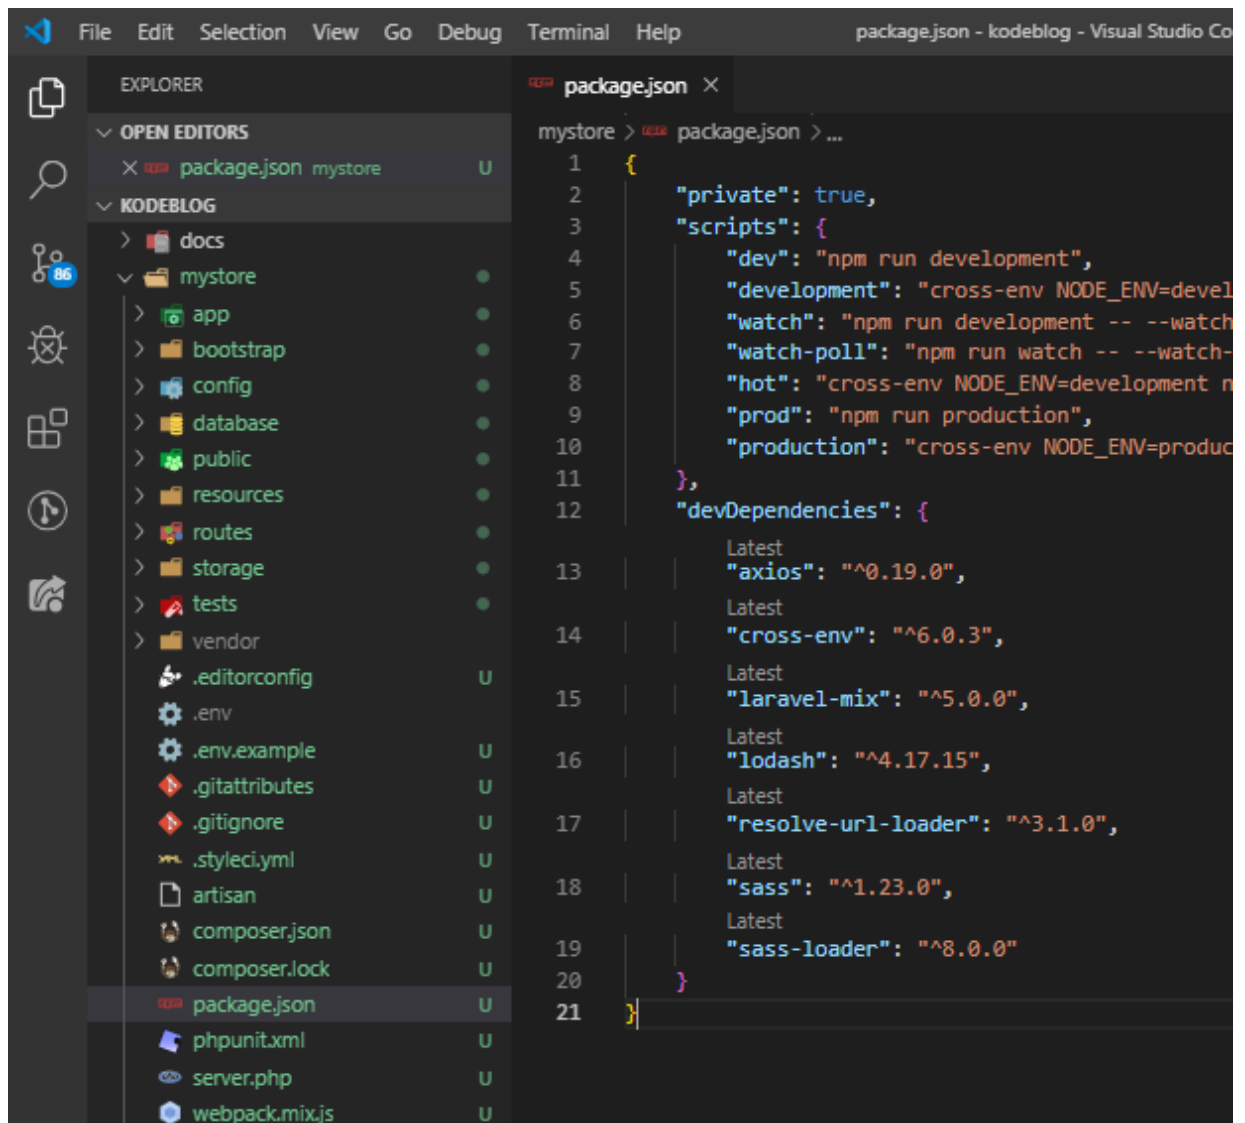 File Edit Selection View Go Debug Terminal Help package.json - kodeblog - Visual Studio Co
EXPLORER
OPEN EDITORS
package.json mystore U
KODEBLOG
docs
mystore
app
bootstrap
config
database
public
resources
routes
storage
tests
vendor
.editorconfig U
.env
.env.example U
.gitattributes U
.gitignore U
.styleci.yml U
artisan U
composer.json U
composer.lock U
package.json U
phpunit.xml U
server.php U
webpack.mix.js U
86
package.json
mystore > package.json > ...
1 {
2 "private": true,
3 "scripts": {
4 "dev": "npm run development",
5 "development": "cross-env NODE_ENV=devel
6 "watch": "npm run development -- --watch
7 "watch-poll": "npm run watch -- --watch-
8 "hot": "cross-env NODE_ENV=development n
9 "prod": "npm run production",
10 "production": "cross-env NODE_ENV=produc
11 },
12 "devDependencies": {
Latest
13 "axios": "^0.19.0",
Latest
14 "cross-env": "^6.0.3",
Latest
15 "laravel-mix": "^5.0.0",
Latest
16 "lodash": "^4.17.15",
Latest
17 "resolve-url-loader": "^3.1.0",
Latest
18 "sass": "^1.23.0",
Latest
19 "sass-loader": "^8.0.0"
20 }
21 }